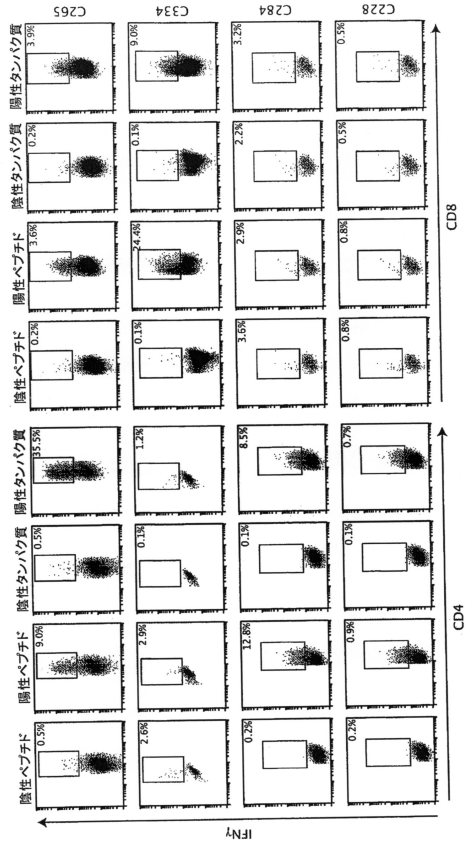 陰性ペプチド 陽性ペプチド 陰性タンパク質 陽性タンパク質 陰性ペプチド 陽性ペプチド 陰性タンパク質 陽性タンパク質
0.5% 9.0% 0.5% 35.5% 0.2% 3.6% 0.2% 3.9% C265
2.6% 2.9% 0.1% 1.2% 0.1% 24.4% 0.1% 9.0% C334
0.2% 12.8% 0.1% 8.5% 3.6% 2.9% 2.2% 3.2% C284
0.2% 0.9% 0.1% 0.7% 0.8% 0.8% 0.5% 0.5% C228
IFNγ
CD4 CD8